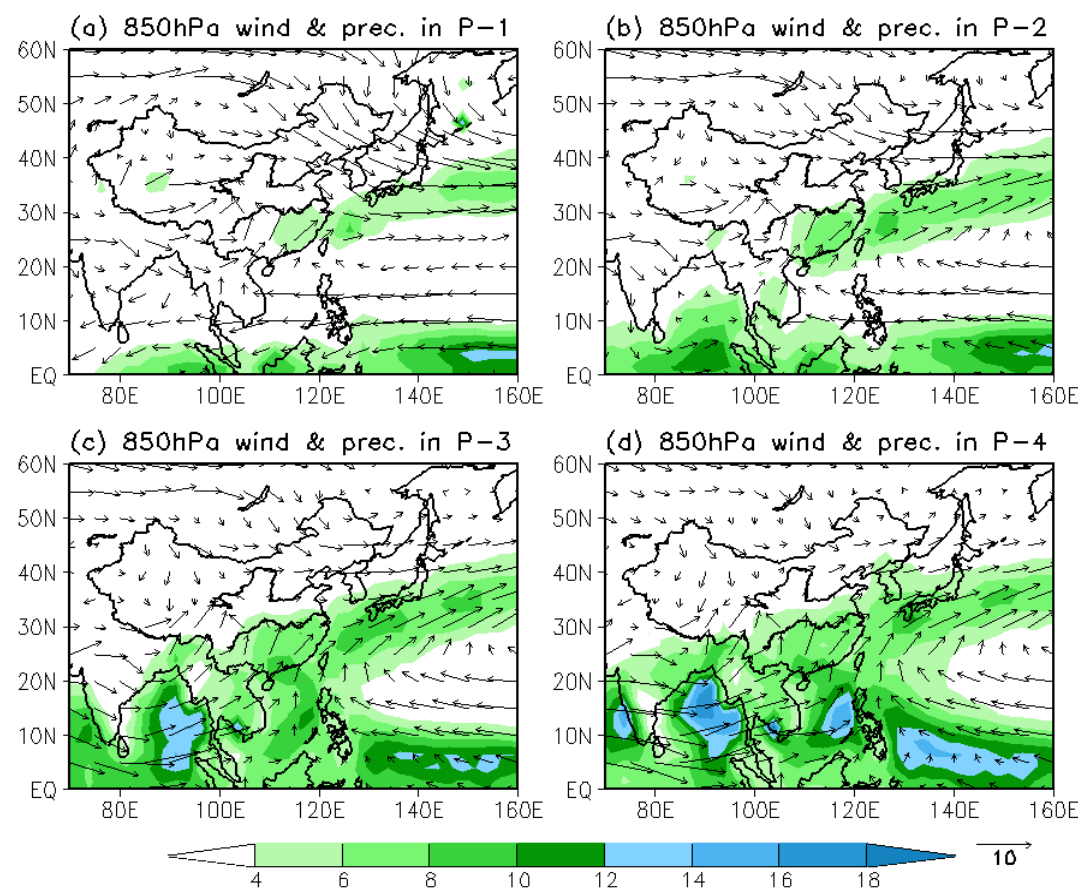 (a) 850hPa wind & prec. in P-1
(b) 850hPa wind & prec. in P-2
60N
50N
40N
30N
20N
10N
EQ
80E 100E 120E 140E 160E
60N
50N
40N
30N
20N
10N
EQ
80E 100E 120E 140E 160E
(c) 850hPa wind & prec. in P-3
(d) 850hPa wind & prec. in P-4
60N
50N
40N
30N
20N
10N
EQ
80E 100E 120E 140E 160E
60N
50N
40N
30N
20N
10N
EQ
80E 100E 120E 140E 160E
4 6 8 10 12 14 16 18
10